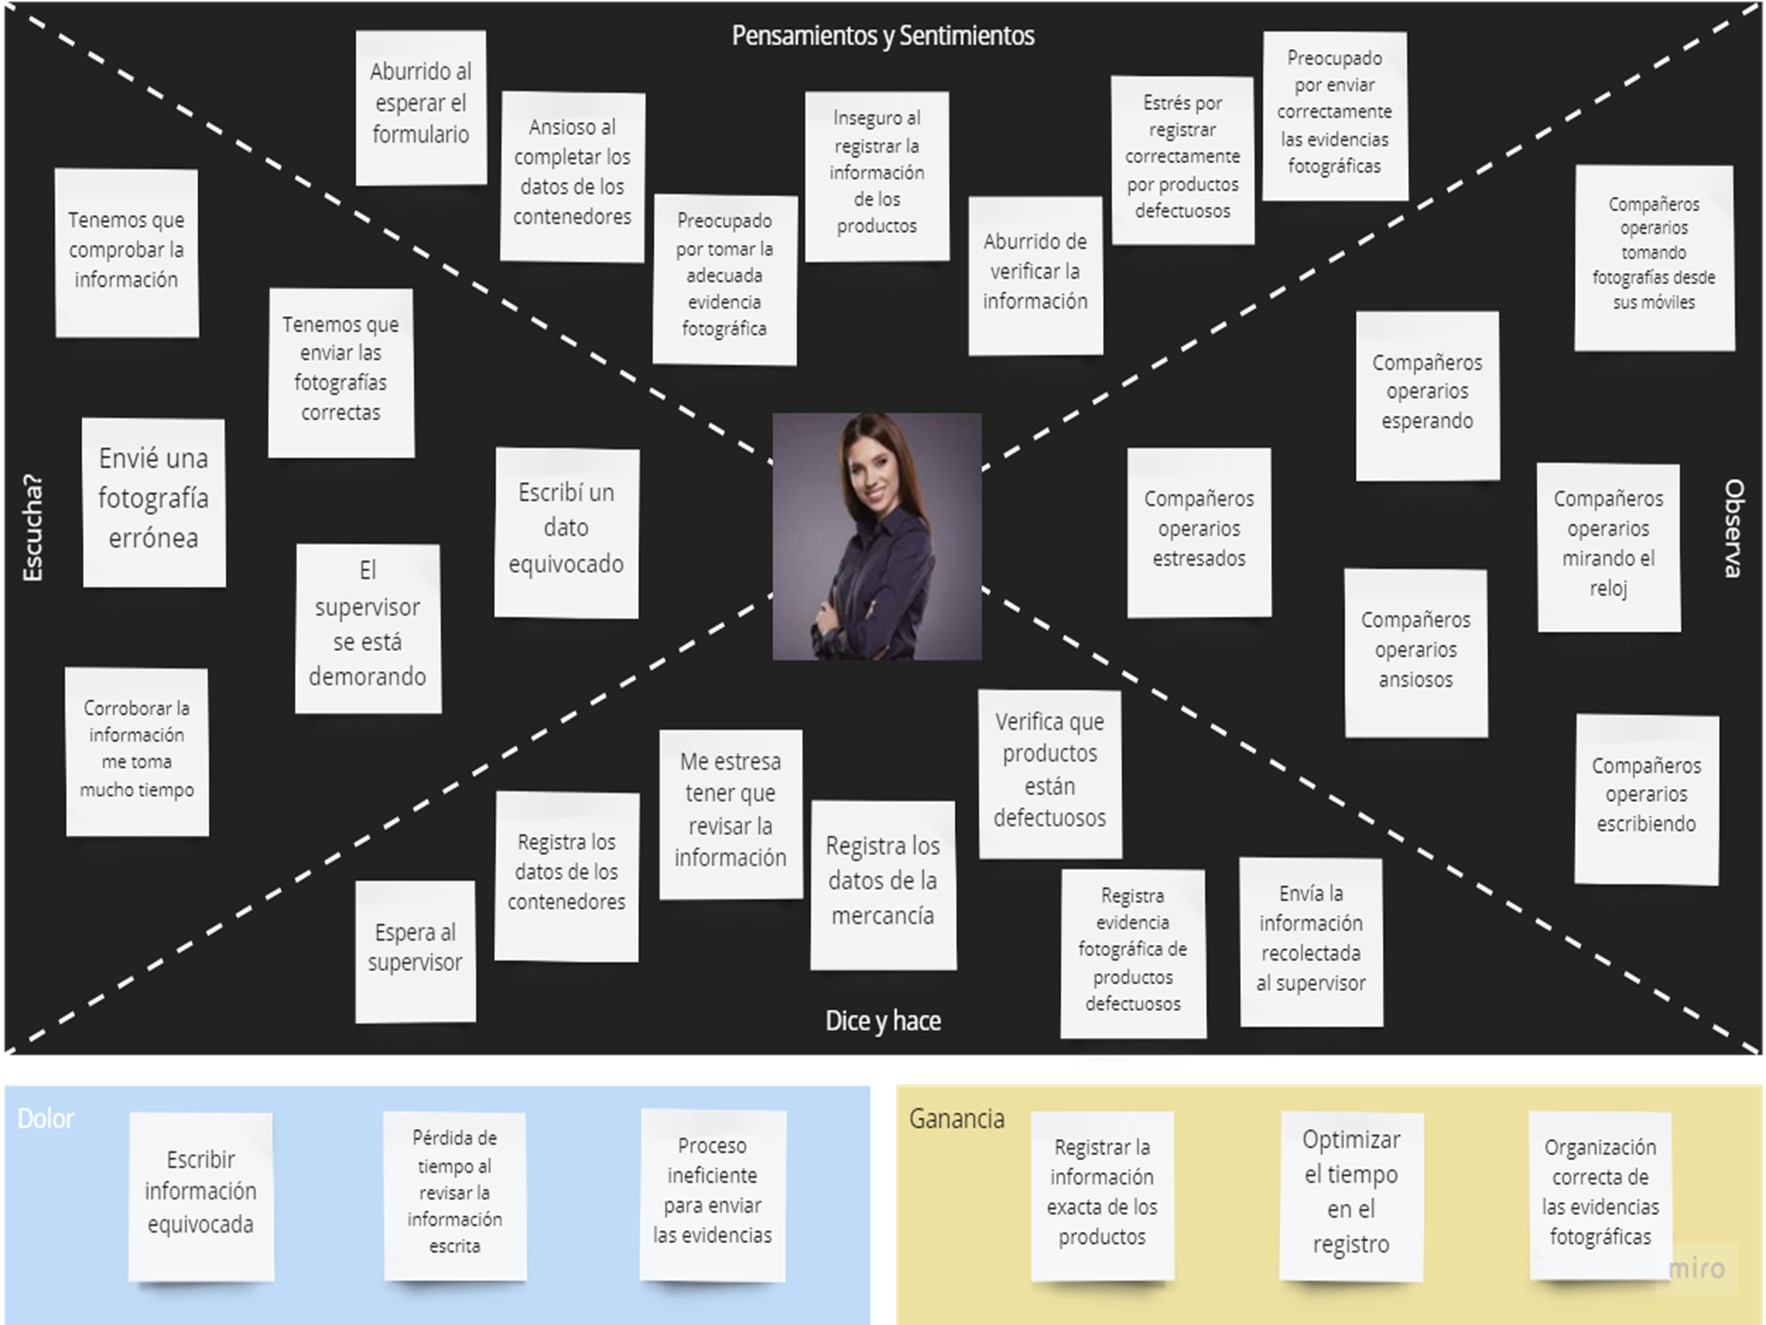 Pensamientos y Sentimientos
Aburrido al
esperar el
formulario
Ansioso al
completar los
datos de los
contenedores
Preocupado
por tomar la
adecuada
evidencia
fotográfica
Inseguro al
registrar la
información
de los
productos
Aburrido de
verificar la
información
Estrés por
registrar
correctamente
por productos
defectuosos
Preocupado
por enviar
correctamente
las evidencias
fotográficas
Escucha?
Tenemos que
comprobar la
información
Tenemos que
enviar las
fotografías
correctas
Envié una
fotografía
errónea
Escribí un
dato
equivocado
El
supervisor
se está
demorando
Corroborar la
información
me toma
mucho tiempo
Observa
Compañeros
operarios
tomando
fotografías desde
sus móviles
Compañeros
operarios
esperando
Compañeros
operarios
estresados
Compañeros
operarios
mirando el
reloj
Compañeros
operarios
ansiosos
Compañeros
operarios
escribiendo
Dice y hace
Espera al
supervisor
Registra los
datos de los
contenedores
Me estresa
tener que
revisar la
información
Registra los
datos de la
mercancía
Verifica que
productos
están
defectuosos
Registra
evidencia
fotográfica de
productos
defectuosos
Envía la
información
recolectada
al supervisor
Dolor
Escribir
información
equivocada
Pérdida de
tiempo al
revisar la
información
escrita
Proceso
ineficiente
para enviar
las evidencias
Ganancia
Registrar la
información
exacta de los
productos
Optimizar
el tiempo
en el
registro
Organización
correcta de
las evidencias
fotográficas
miro